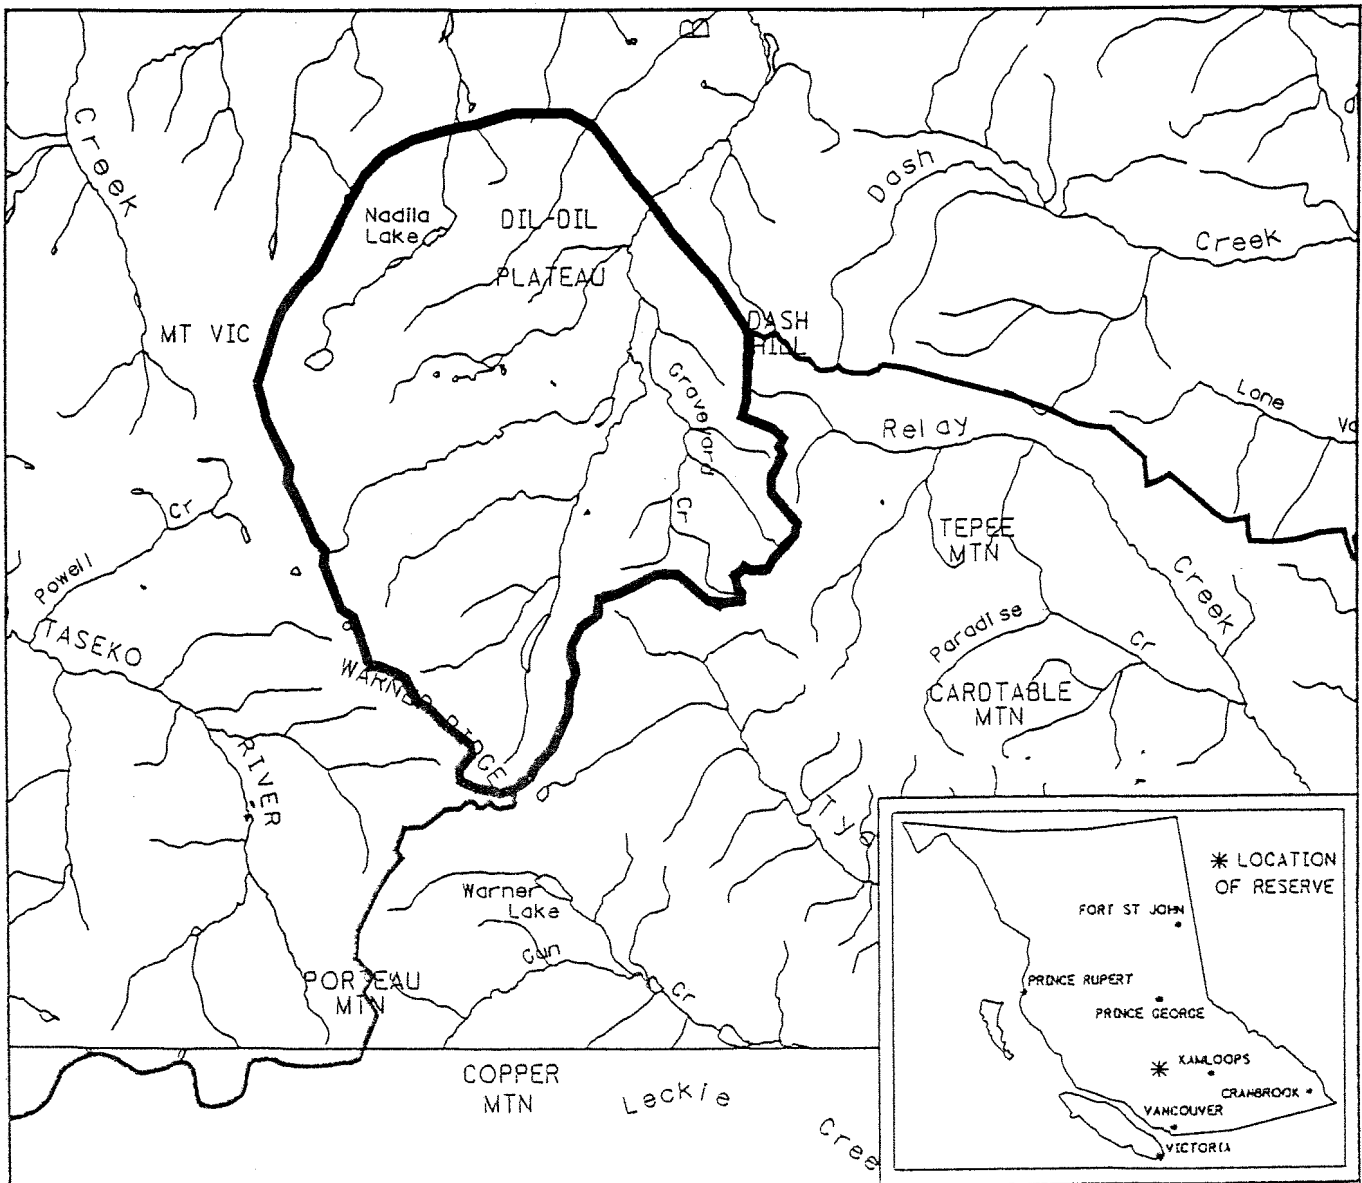 Creek
Dash
Creek
Nadila
Lake
DIL-DIL
PLATEAU
MT VIC
DASH
HILL
Graveyard
Cr
Relay
Creek
Lone
Cr
Powell
TASEKO
RIVER
TEPEE
MTN
Paradise
Cr
CARDTABLE
MTN
WARNER RIDGE
Warner
Lake
Gun
Cr
PORTEAU
MTN
COPPER
MTN
Leckie
LOCATION
OF RESERVE
FORT ST JOHN
PRINCE RUPERT
PRINCE GEORGE
KAMLOOPS
CRANBROOK
VANCOUVER
VICTORIA